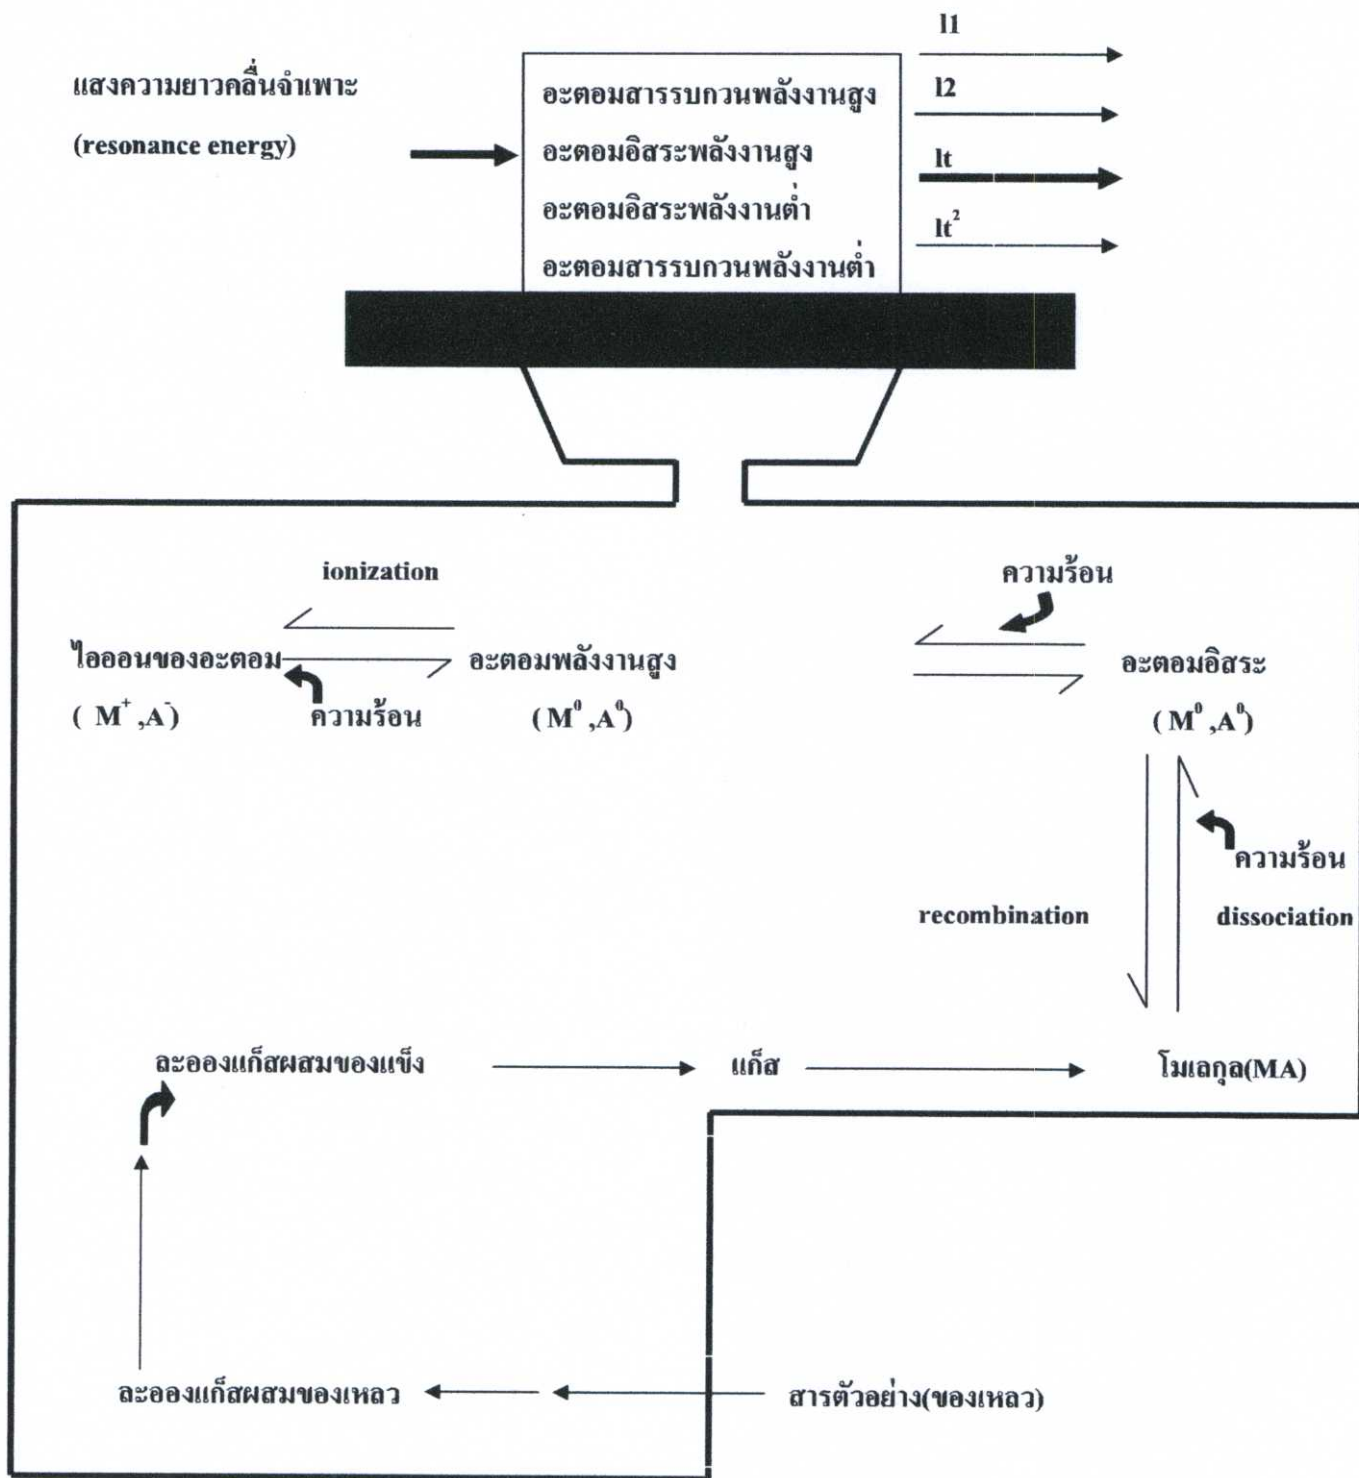 แสงความยาวคลื่นจำเพาะ
(resonance energy)
อะตอมสารรบกวนพลังงานสูง
อะตอมอิสระพลังงานสูง
อะตอมอิสระพลังงานต่ำ
อะตอมสารรบกวนพลังงานต่ำ
l1
l2
lt
lt²
ionization
ความร้อน
ไอออนของอะตอม
อะตอมพลังงานสูง
อะตอมอิสระ
( M⁺ ,A⁻)
ความร้อน
( M⁰ ,A⁰)
( M⁰ ,A⁰)
ความร้อน
recombination
dissociation
ละอองแก็สผสมของแข็ง
แก็ส
โมเลกุล(MA)
ละอองแก็สผสมของเหลว
สารตัวอย่าง(ของเหลว)